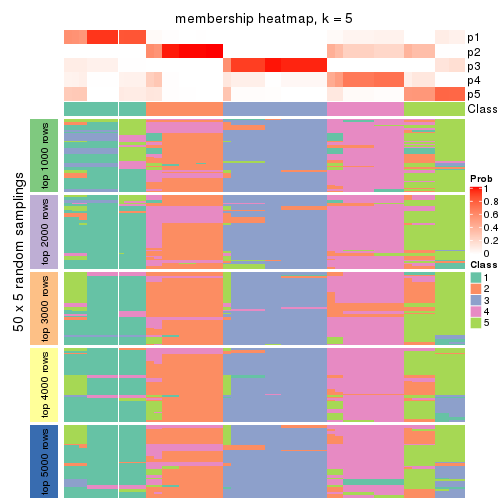 membership heatmap, k = 5
p1
p2
p3
p4
p5
Class
50 x 5 random samplings
top 1000 rows
top 2000 rows
top 3000 rows
top 4000 rows
top 5000 rows
Prob
1
0.8
0.6
0.4
0.2
0
Class
1
2
3
4
5